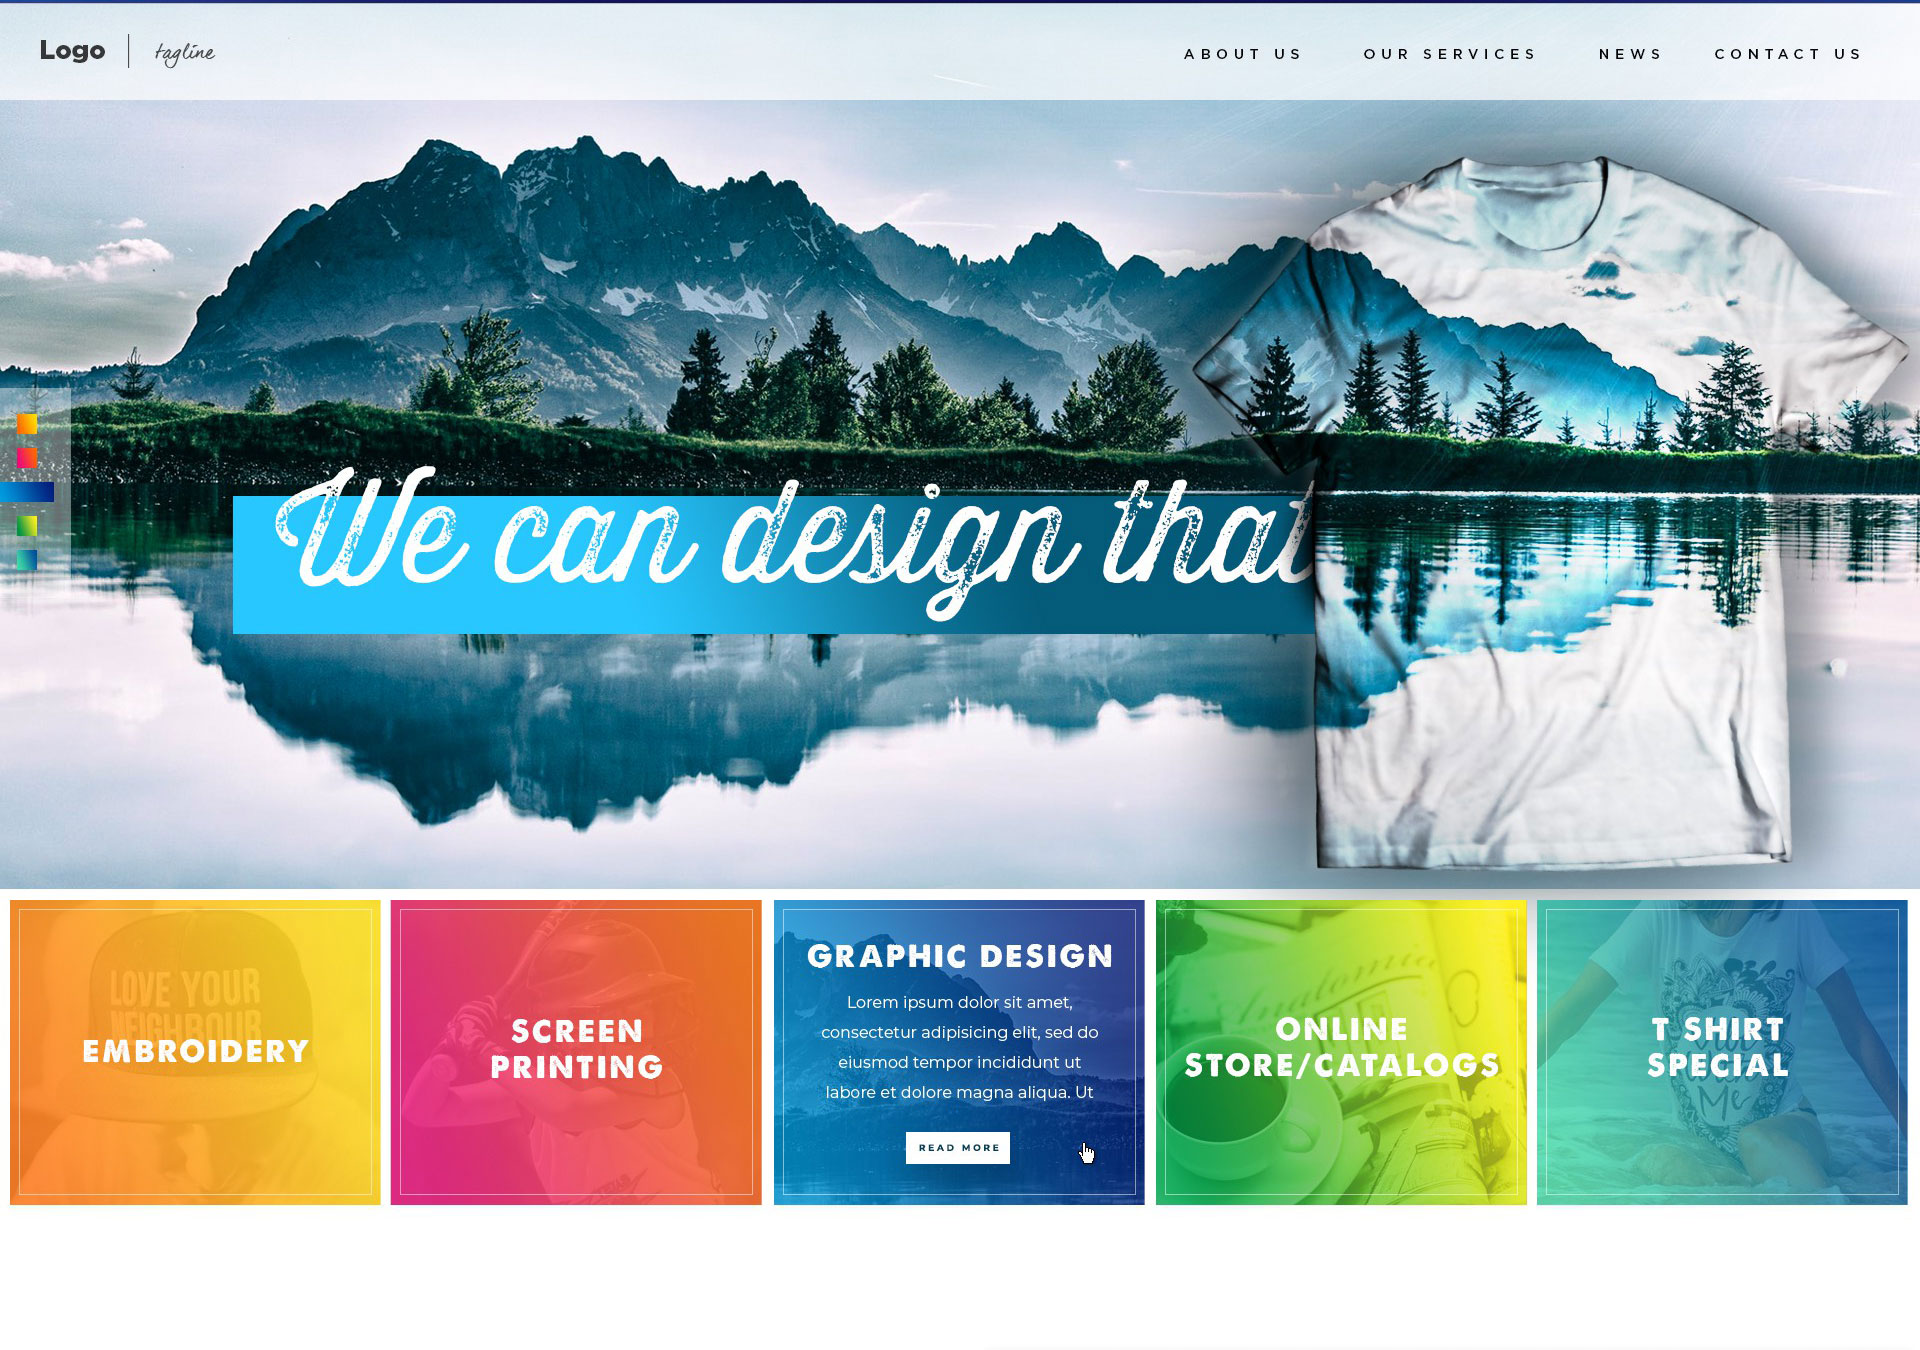 Logo
tagline
ABOUT US
OUR SERVICES
NEWS
CONTACT US
We can design that
LOVE YOUR
NEIGHBOUR
EMBROIDERY
SCREEN
PRINTING
GRAPHIC DESIGN
Lorem ipsum dolor sit amet,
consectetur adipisicing elit, sed do
eiusmod tempor incididunt ut
labore et dolore magna aliqua. Ut
READ MORE
ONLINE
STORE/CATALOGS
T SHIRT
SPECIAL
Me